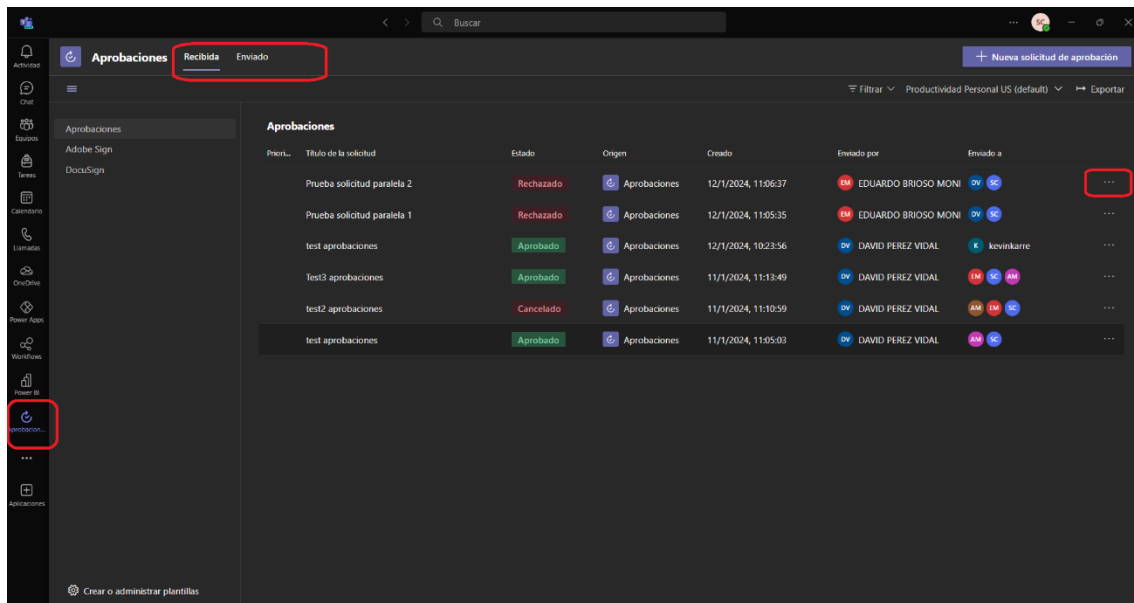 Buscar
SC
Actividad
Chat
Equipos
Tareas
Calendario
Llamadas
OneDrive
Power Apps
Workflows
Power BI
Aprobacion...
Aplicaciones
Aprobaciones Recibida Enviado + Nueva solicitud de aprobación
Filtrar Productividad Personal US (default) Exportar
Aprobaciones
Adobe Sign
DocuSign
Crear o administrar plantillas
Aprobaciones
Priori... Título de la solicitud Estado Origen Creado Enviado por Enviado a
Prueba solicitud paralela 2 Rechazado Aprobaciones 12/1/2024, 11:06:37 EM EDUARDO BRIOSO MONI DV SC ...
Prueba solicitud paralela 1 Rechazado Aprobaciones 12/1/2024, 11:05:35 EM EDUARDO BRIOSO MONI DV SC ...
test aprobaciones Aprobado Aprobaciones 12/1/2024, 10:23:56 DV DAVID PEREZ VIDAL K kevinkarre ...
Test3 aprobaciones Aprobado Aprobaciones 11/1/2024, 11:13:49 DV DAVID PEREZ VIDAL EM SC AM ...
test2 aprobaciones Cancelado Aprobaciones 11/1/2024, 11:10:59 DV DAVID PEREZ VIDAL AM EM SC ...
test aprobaciones Aprobado Aprobaciones 11/1/2024, 11:05:03 DV DAVID PEREZ VIDAL AM SC ...